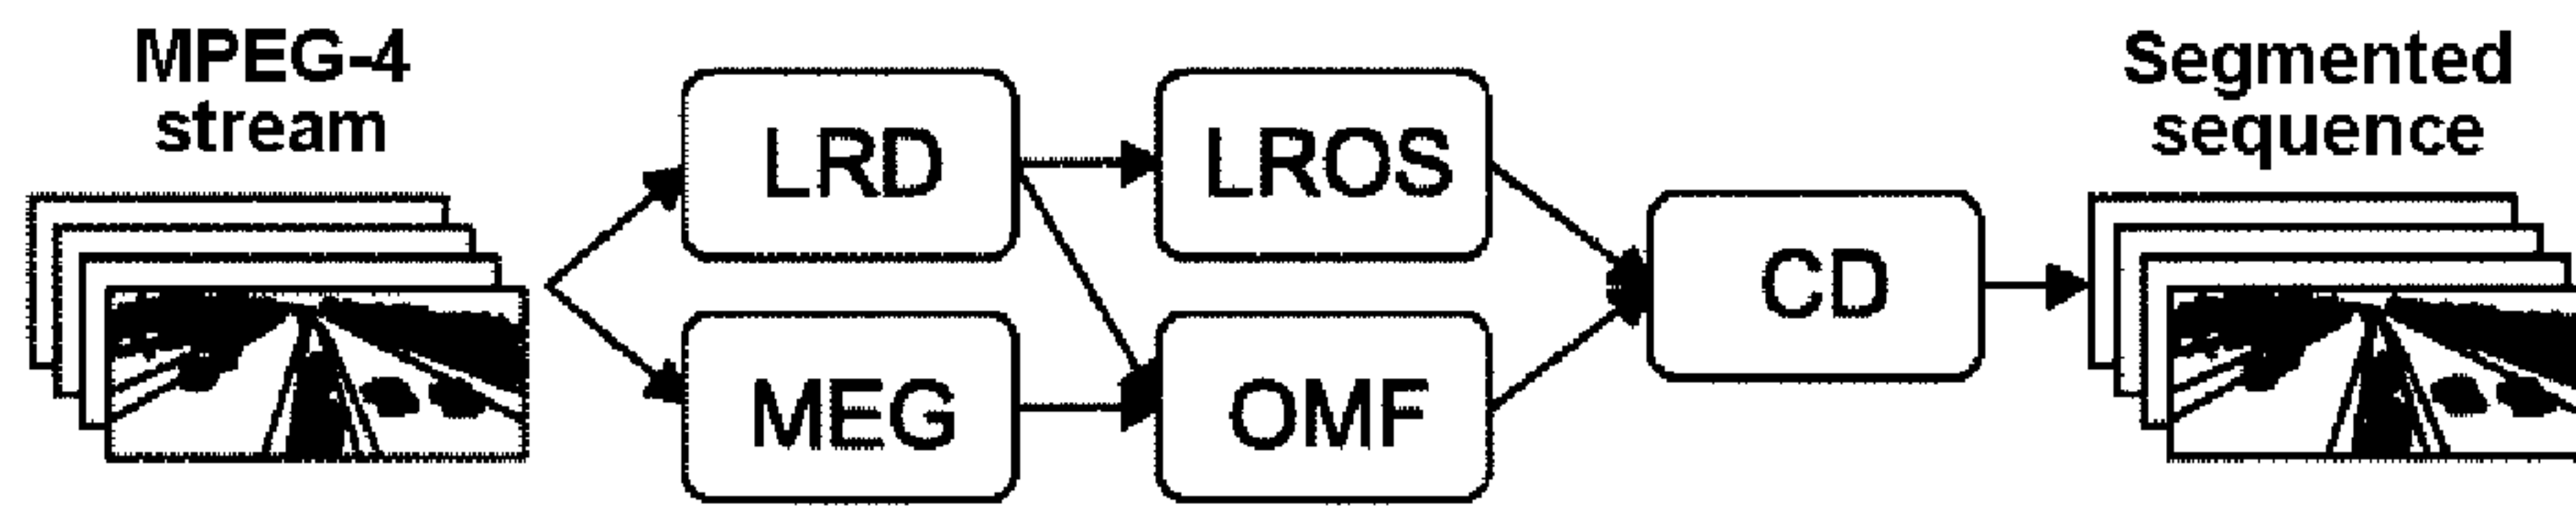 MPEG-4
stream
LRD
LROS
MEG
OMF
CD
Segmented
sequence